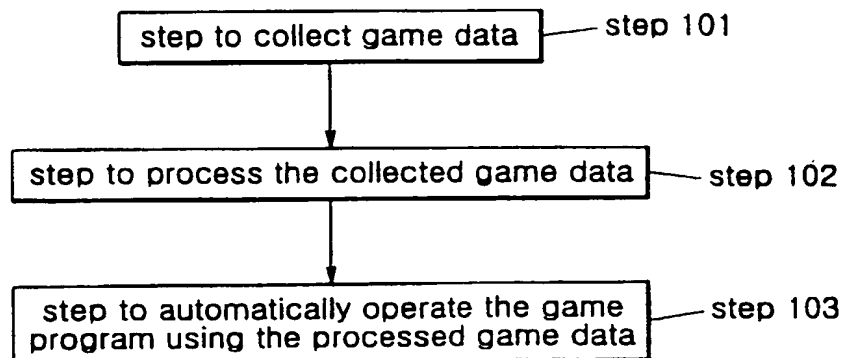 step to collect game data
step 101
step to process the collected game data
step 102
step to automatically operate the game
program using the processed game data
step 103